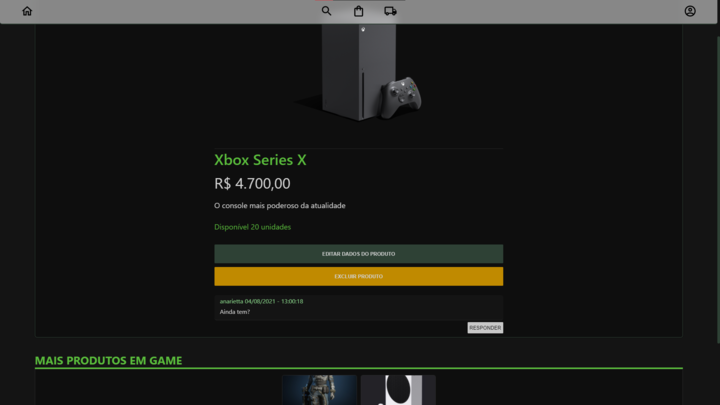 Xbox Series X
R$ 4.700,00
O console mais poderoso da atualidade
Disponível 20 unidades
EDITAR DADOS DO PRODUTO
EXCLUIR PRODUTO
anarietta 04/08/2021 - 13:00:18
Ainda tem?
RESPONDER
MAIS PRODUTOS EM GAME